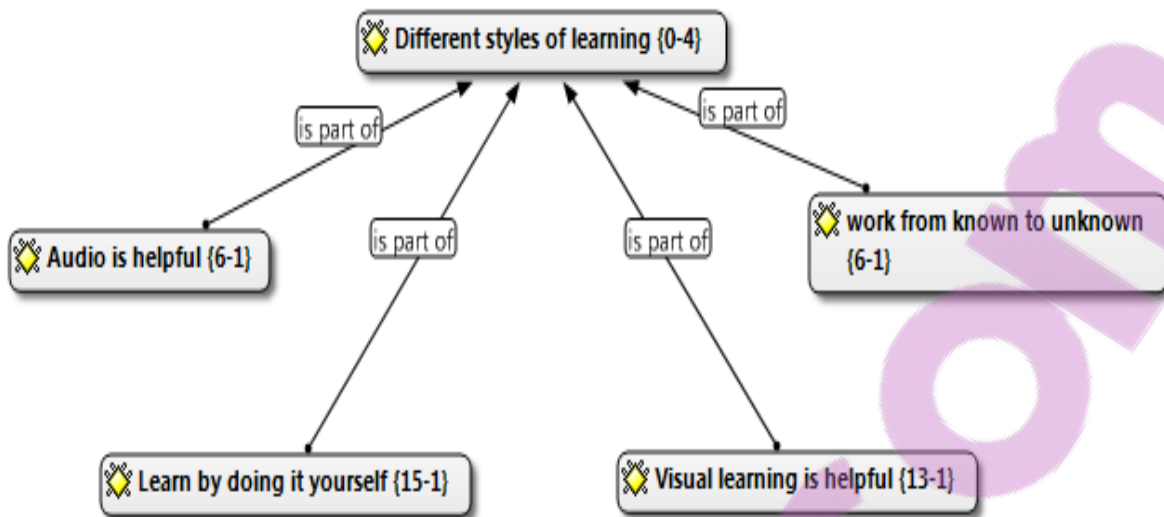 Different styles of learning {0-4}
is part of
is part of
Audio is helpful {6-1}
work from known to unknown
{6-1}
is part of
is part of
Learn by doing it yourself {15-1}
Visual learning is helpful {13-1}
om